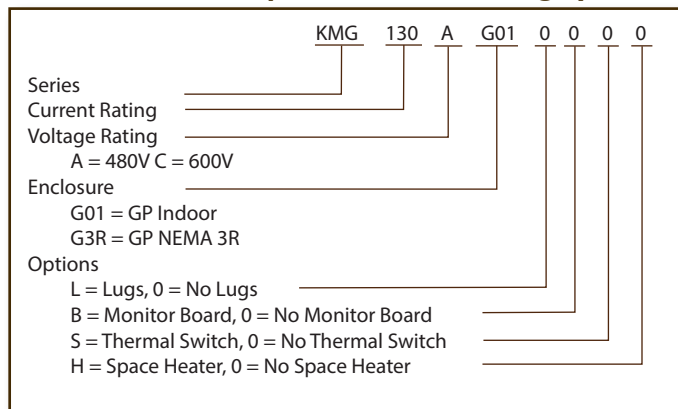 KMG 130 A G01 0 0 0 0
Series
Current Rating
Voltage Rating
A = 480V C = 600V
Enclosure
G01 = GP Indoor
G3R = GP NEMA 3R
Options
L = Lugs, 0 = No Lugs
B = Monitor Board, 0 = No Monitor Board
S = Thermal Switch, 0 = No Thermal Switch
H = Space Heater, 0 = No Space Heater